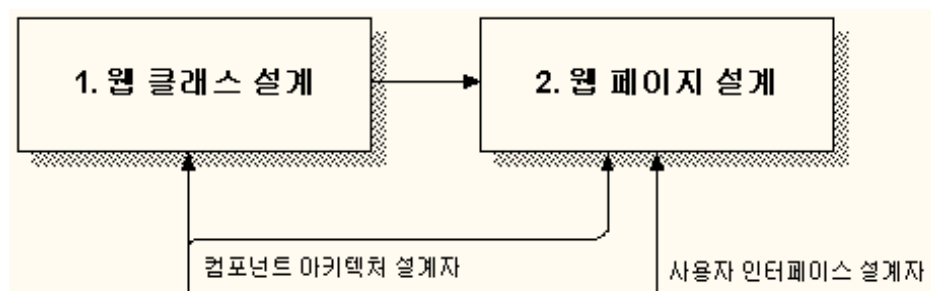 1. 웹 클래스 설계
2. 웹 페이지 설계
컴포넌트 아키텍쳐 설계자
사용자 인터페이스 설계자